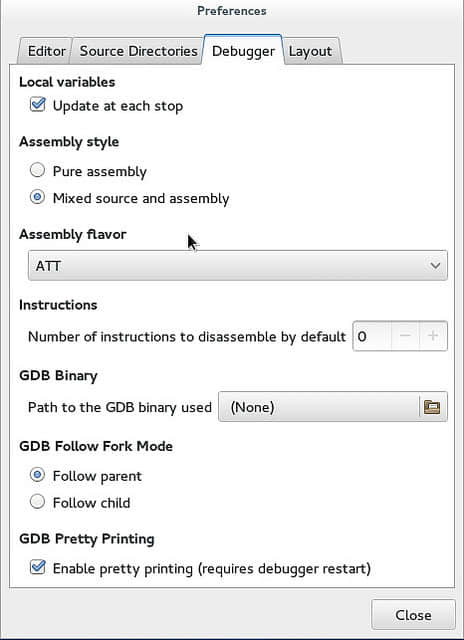 Preferences
Editor Source Directories Debugger Layout
Local variables
Update at each stop
Assembly style
Pure assembly
Mixed source and assembly
Assembly flavor
ATT
Instructions
Number of instructions to disassemble by default 0
GDB Binary
Path to the GDB binary used (None)
GDB Follow Fork Mode
Follow parent
Follow child
GDB Pretty Printing
Enable pretty printing (requires debugger restart)
Close